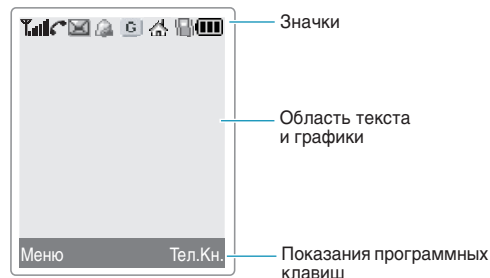 Значки
G
Область текста
и графики
Меню
Тел.Кн.
Показания программных
клавиш